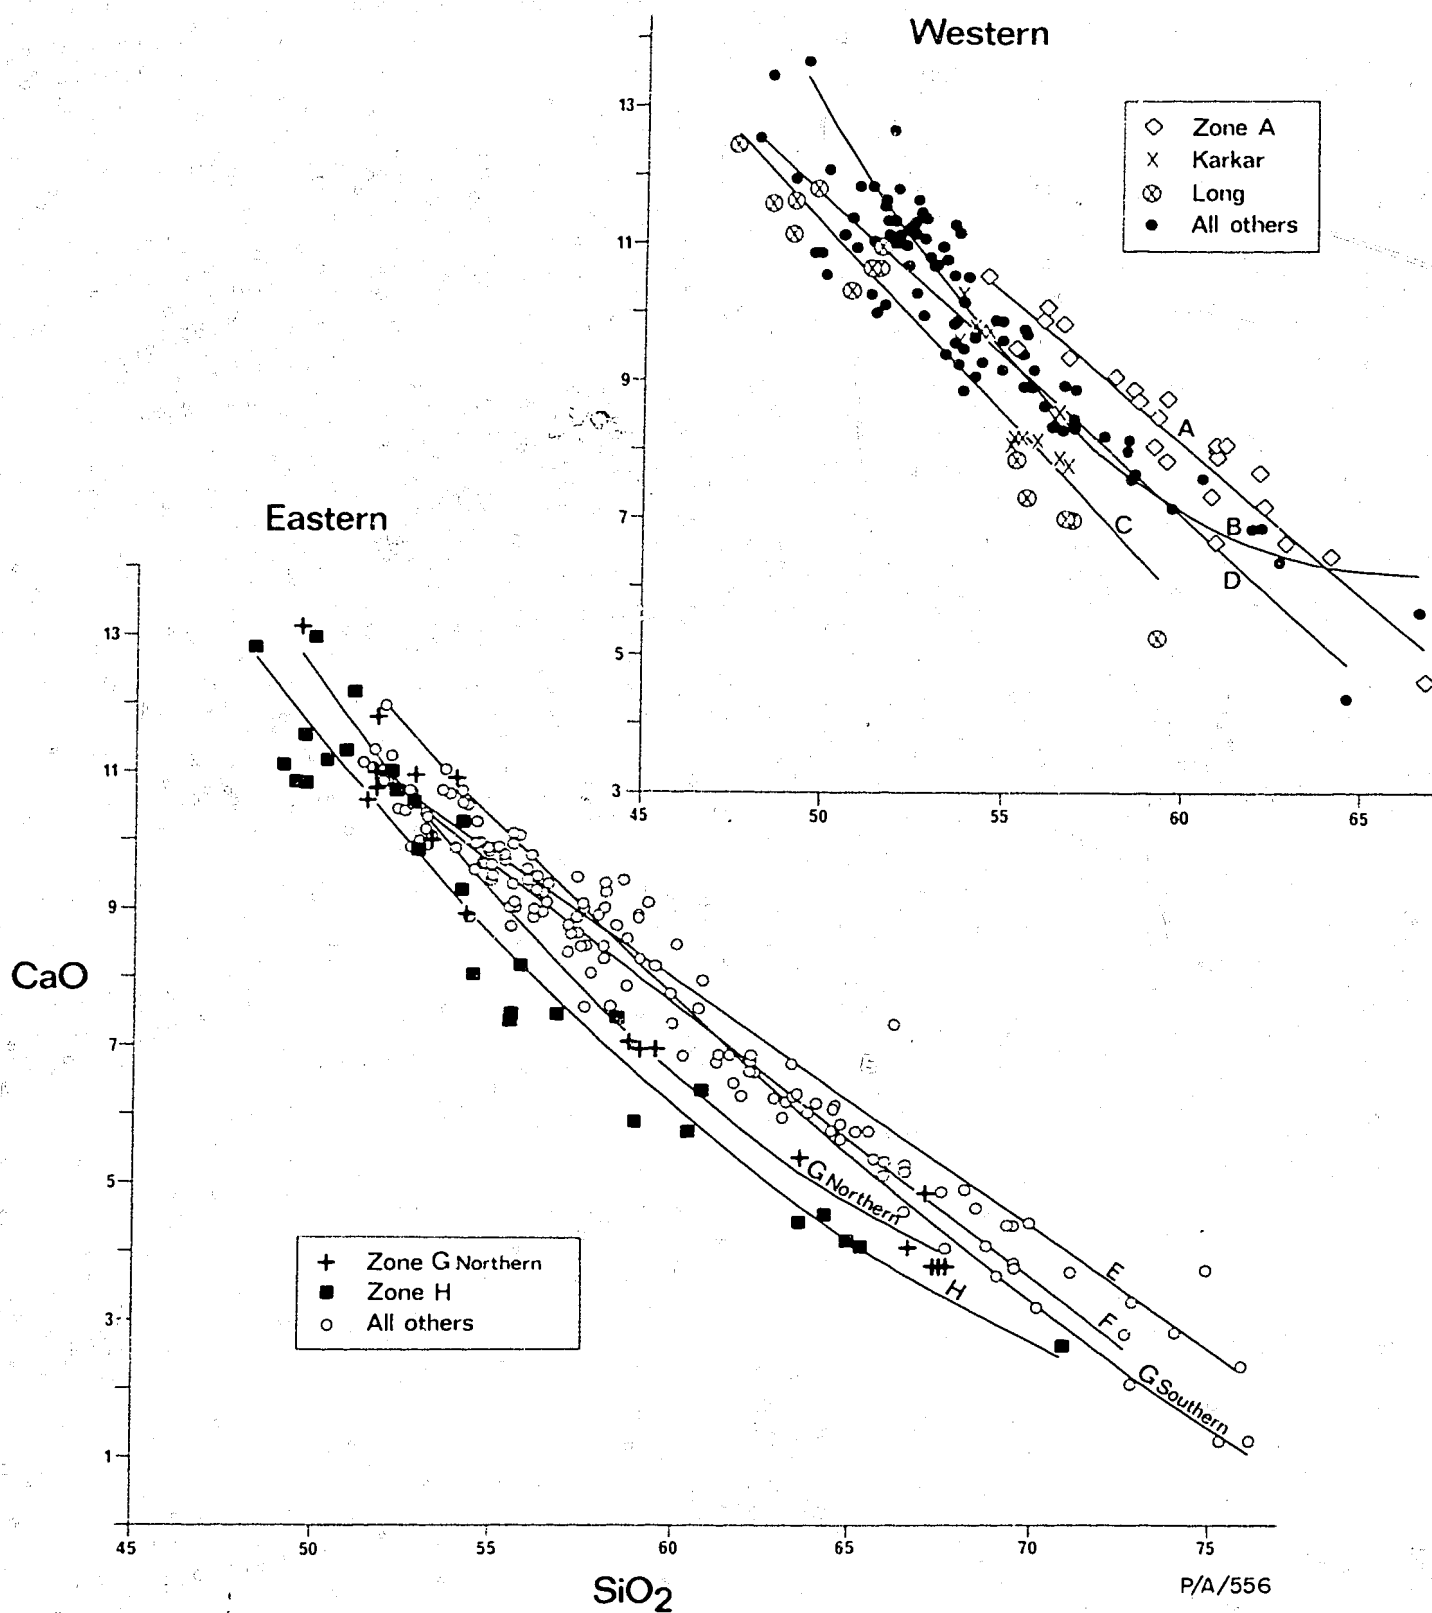 Western
13
11
9
7
5
3
45
50
55
60
65
Zone A
Karkar
Long
All others
A
B
C
D
Eastern
13
11
9
7
5
3
1
CaO
G Northern
H
E
F
G Southern
Zone G Northern
Zone H
All others
45
50
55
60
65
70
75
SiO₂
P/A/556